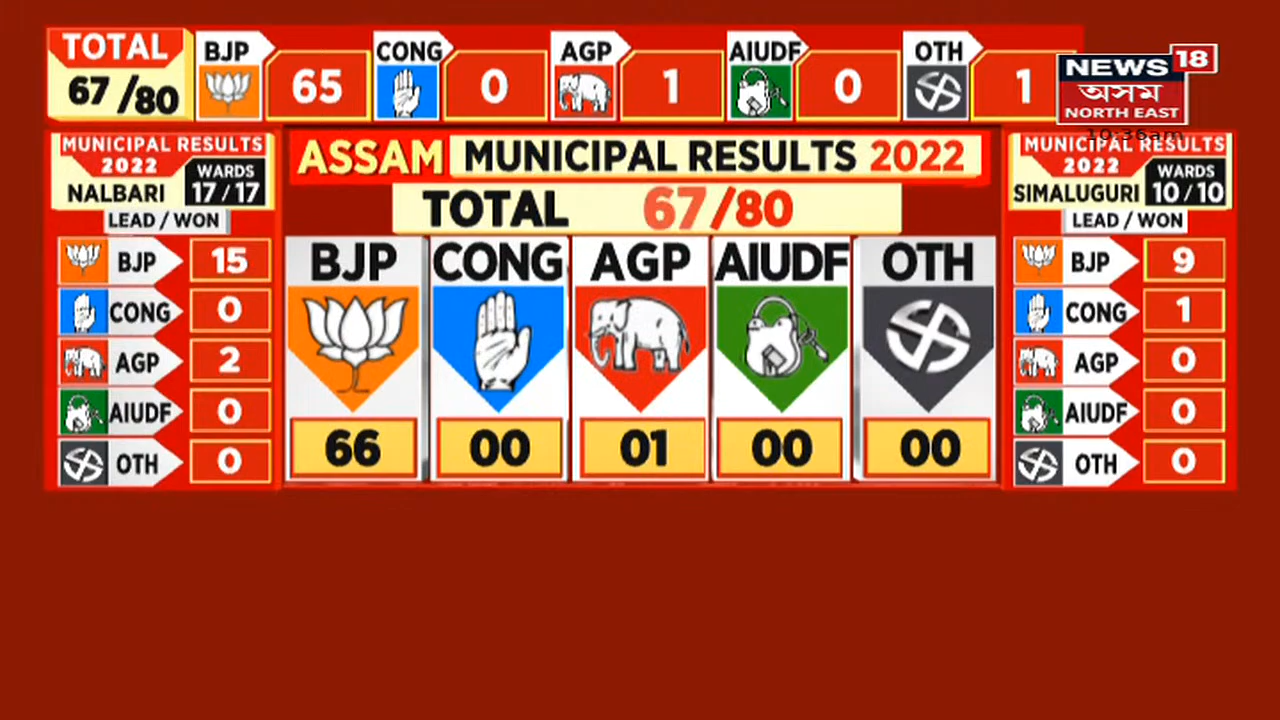 TOTAL
67/80
BJP 65
CONG 0
AGP 1
AIUDF 0
OTH 1
NEWS 18
অসম
NORTH EAST
10:36am
MUNICIPAL RESULTS
2022
NALBARI
WARDS
17/17
LEAD / WON
BJP 15
CONG 0
AGP 2
AIUDF 0
OTH 0
ASSAM MUNICIPAL RESULTS 2022
TOTAL 67/80
BJP CONG AGP AIUDF OTH
66 00 01 00 00
MUNICIPAL RESULTS
2022
SIMALUGURI
WARDS
10/10
LEAD / WON
BJP 9
CONG 1
AGP 0
AIUDF 0
OTH 0